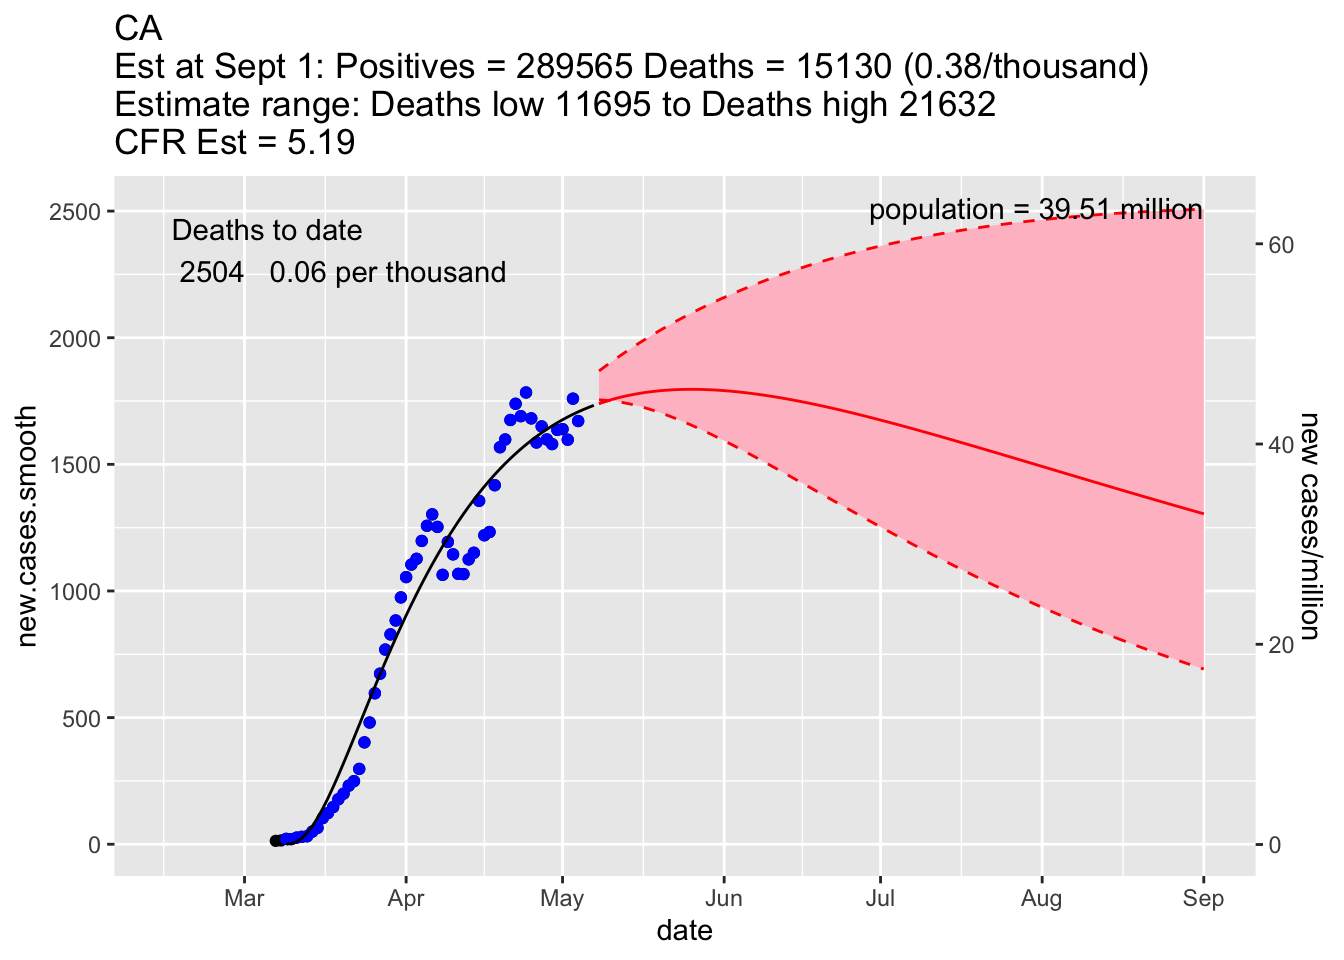 CA
Est at Sept 1: Positives = 289565 Deaths = 15130 (0.38/thousand)
Estimate range: Deaths low 11695 to Deaths high 21632
CFR Est = 5.19
population = 39.51 million
Deaths to date
2504 0.06 per thousand
new.cases.smooth
2500
2000
1500
1000
500
0
new cases/million
60
40
20
0
Mar Apr May Jun Jul Aug Sep
date